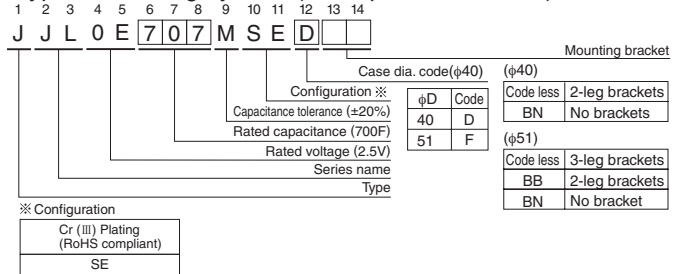 1 2 3 4 5 6 7 8 9 10 11 12 13 14
J J L 0 E 7 0 7 M S E D
Mounting bracket
Case dia. code(ϕ40)
Configuration ※
Capacitance tolerance (±20%)
Rated capacitance (700F)
Rated voltage (2.5V)
Series name
Type
ϕD Code
40 D
51 F
(ϕ40)
Code less 2-leg brackets
BN No brackets
(ϕ51)
Code less 3-leg brackets
BB 2-leg brackets
BN No bracket
※Configuration
Cr (Ⅲ) Plating
(RoHS compliant)
SE